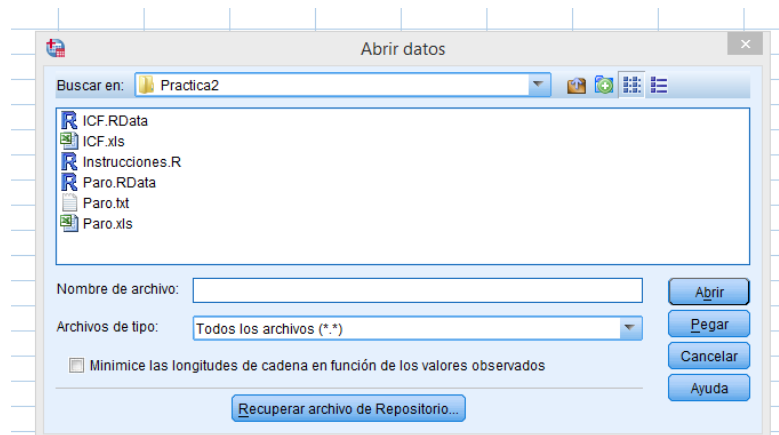 Abrir datos
Buscar en: Practica2
ICF.RData
ICF.xls
Instrucciones.R
Paro.RData
Paro.txt
Paro.xls
Nombre de archivo:
Abrir
Archivos de tipo: Todos los archivos (*.*)
Pegar
Minimice las longitudes de cadena en función de los valores observados
Cancelar
Ayuda
Recuperar archivo de Repositorio...